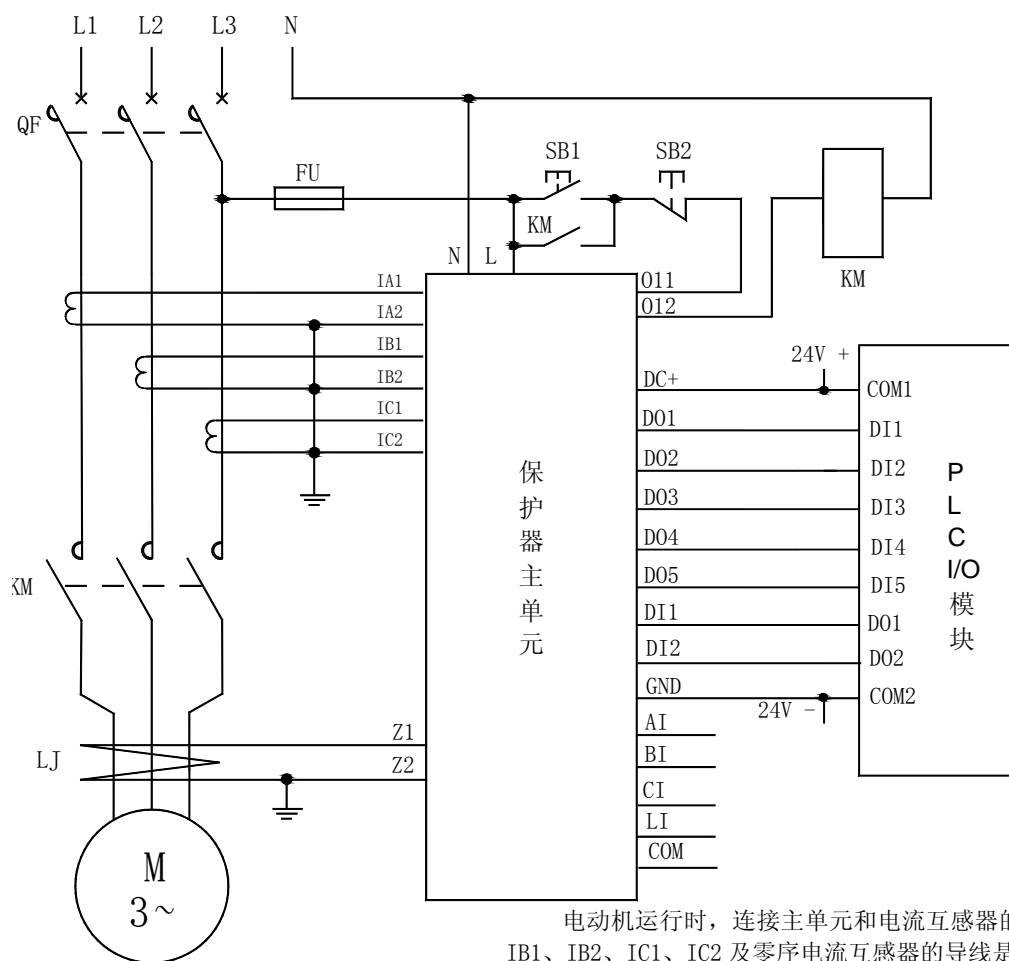 L1 L2 L3 N
QF
FU
SB1 SB2
KM
N L
KM
IA1
IA2
IB1
IB2
IC1
IC2
O11
O12
24V +
DC+ COM1
DO1 DI1
DO2 DI2
DO3 DI3
DO4 DI4
DO5 DI5
DI1 DO1
DI2 DO2
GND COM2
24V -
AI
BI
CI
LI
COM
保护器主单元
PLC I/O 模块
KM
Z1
Z2
LJ
M
3~
电动机运行时，连接主单元和电流互感器的
IB1、IB2、IC1、IC2 及零序电流互感器的导线是